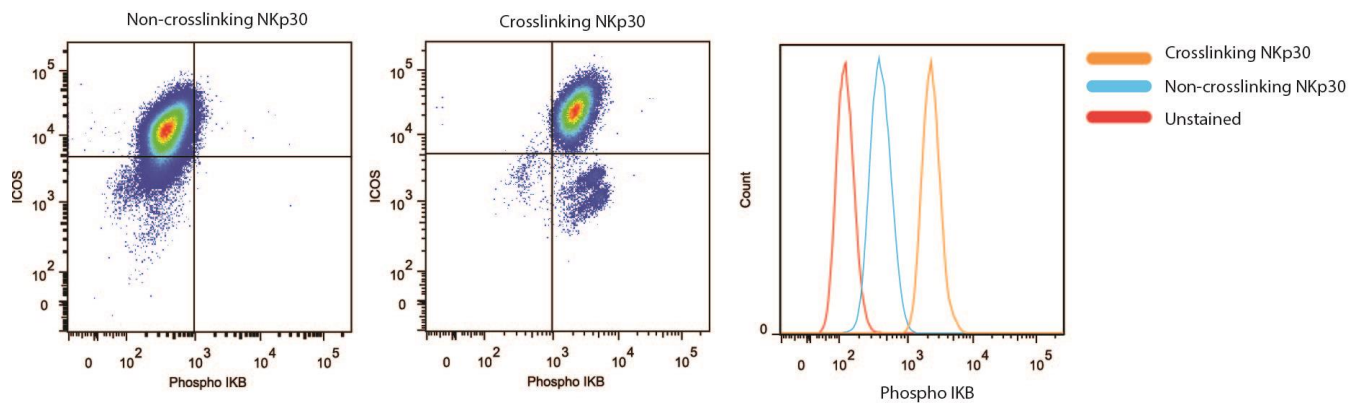 Non-crosslinking NKp30
Crosslinking NKp30
10^5
10^4
10^3
10^2
0
ICOS
0 10^2 10^3 10^4 10^5
Phospho IKB
10^5
10^4
10^3
10^2
0
ICOS
0 10^2 10^3 10^4 10^5
Phospho IKB
Count
0
0 10^2 10^3 10^4 10^5
Phospho IKB
Crosslinking NKp30
Non-crosslinking NKp30
Unstained